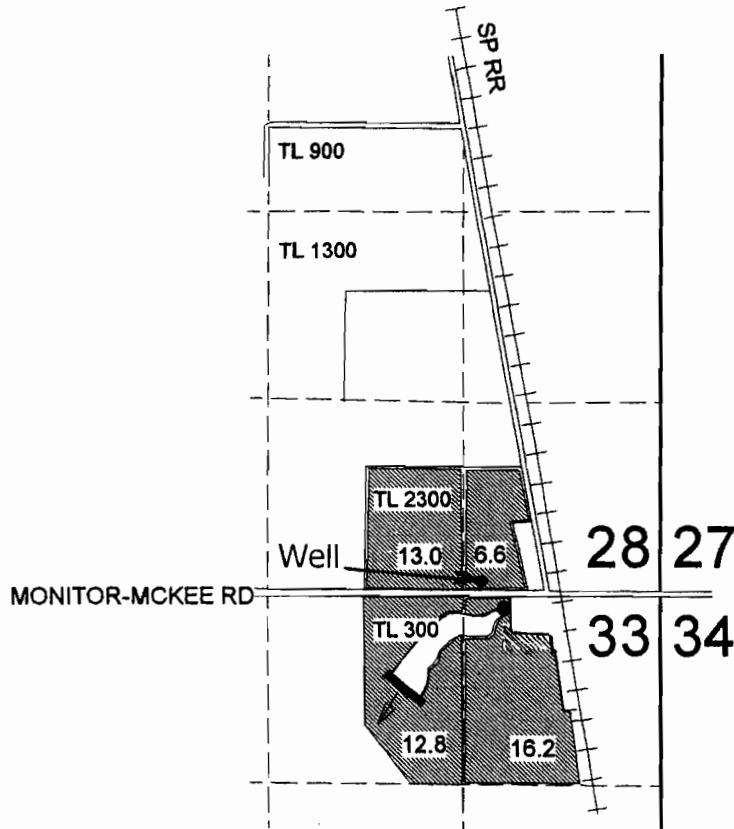 SP RR
TL 900
TL 1300
TL 2300
13.0 6.6
Well
28 27
MONITOR-MCKEE RD
TL 300
33 34
12.8 16.2